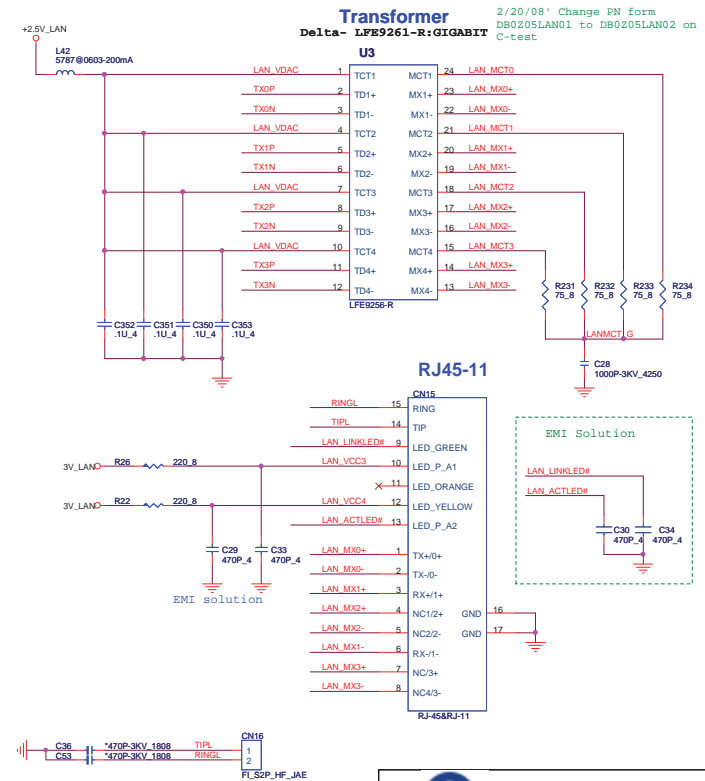 Transformer
2/20/08' Change PN form
DB0Z05LAN01 to DB0Z05LAN02 on
C-test
Delta- LFE9261-R:GIGABIT
+2.5V_LAN
L42
5787@0603-200mA
U3
LAN_VDAC 1 TCT1 MCT1 24 LAN_MCT0
TX0P 2 TD1+ MX1+ 23 LAN_MX0+
TX0N 3 TD1- MX1- 22 LAN_MX0-
LAN_VDAC 4 TCT2 MCT2 21 LAN_MCT1
TX1P 5 TD2+ MX2+ 20 LAN_MX1+
TX1N 6 TD2- MX2- 19 LAN_MX1-
LAN_VDAC 7 TCT3 MCT3 18 LAN_MCT2
TX2P 8 TD3+ MX3+ 17 LAN_MX2+
TX2N 9 TD3- MX3- 16 LAN_MX2-
LAN_VDAC 10 TCT4 MCT4 15 LAN_MCT3
TX3P 11 TD4+ MX4+ 14 LAN_MX3+
TX3N 12 TD4- MX4- 13 LAN_MX3-
LFE9256-R
R231 R232 R233 R234
75_8 75_8 75_8 75_8
C352 C351 C350 C353
.1U_4 .1U_4 .1U_4 .1U_4
LANMCT_G
C28
1000P-3KV_4250
RJ45-11
CN15
RINGL 15 RING
TIPL 14 TIP
LAN_LINKLED# 9 LED_GREEN
3V_LAN R26 220_8 LAN_VCC3 10 LED_P_A1
11 LED_ORANGE
3V_LAN R22 220_8 LAN_VCC4 12 LED_YELLOW
LAN_ACTLED# 13 LED_P_A2
C29 C33
470P_4 470P_4
EMI solution
LAN_MX0+ 1 TX+/0+
LAN_MX0- 2 TX-/0-
LAN_MX1+ 3 RX+/1+
LAN_MX2+ 4 NC1/2+ GND 16
LAN_MX2- 5 NC2/2- GND 17
LAN_MX1- 6 RX-/1-
LAN_MX3+ 7 NC/3+
LAN_MX3- 8 NC4/3-
RJ-45&RJ-11
EMI Solution
LAN_LINKLED#
LAN_ACTLED#
C30 C34
470P_4 470P_4
CN16
C36 *470P-3KV_1808 TIPL 1
C53 *470P-3KV_1808 RINGL 2
FI_S2P_HF_JAE